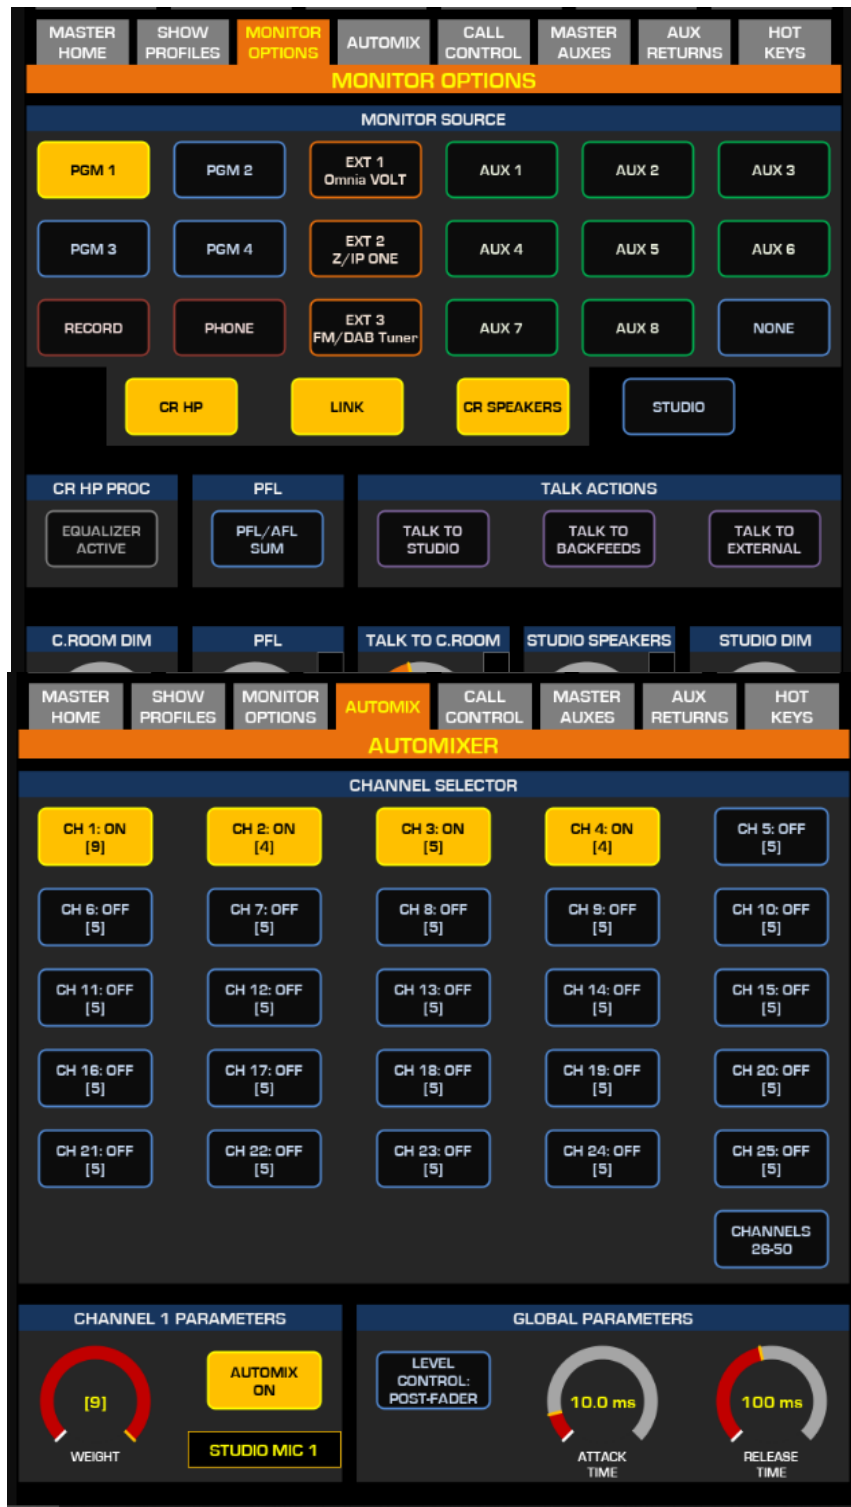 MASTER HOME
SHOW PROFILES
MONITOR OPTIONS
AUTOMIX
CALL CONTROL
MASTER AUXES
AUX RETURNS
HOT KEYS
MONITOR OPTIONS
MONITOR SOURCE
PGM 1
PGM 2
EXT 1
Omnia VOLT
AUX 1
AUX 2
AUX 3
PGM 3
PGM 4
EXT 2
Z/IP ONE
AUX 4
AUX 5
AUX 6
RECORD
PHONE
EXT 3
FM/DAB Tuner
AUX 7
AUX 8
NONE
CR HP
LINK
CR SPEAKERS
STUDIO
CR HP PROC
PFL
TALK ACTIONS
EQUALIZER
ACTIVE
PFL/AFL
SUM
TALK TO
STUDIO
TALK TO
BACKFEEDS
TALK TO
EXTERNAL
C.ROOM DIM
PFL
TALK TO C.ROOM
STUDIO SPEAKERS
STUDIO DIM
MASTER HOME
SHOW PROFILES
MONITOR OPTIONS
AUTOMIX
CALL CONTROL
MASTER AUXES
AUX RETURNS
HOT KEYS
AUTOMIXER
CHANNEL SELECTOR
CH 1: ON
[9]
CH 2: ON
[4]
CH 3: ON
[5]
CH 4: ON
[4]
CH 5: OFF
[5]
CH 6: OFF
[5]
CH 7: OFF
[5]
CH 8: OFF
[5]
CH 9: OFF
[5]
CH 10: OFF
[5]
CH 11: OFF
[5]
CH 12: OFF
[5]
CH 13: OFF
[5]
CH 14: OFF
[5]
CH 15: OFF
[5]
CH 16: OFF
[5]
CH 17: OFF
[5]
CH 18: OFF
[5]
CH 19: OFF
[5]
CH 20: OFF
[5]
CH 21: OFF
[5]
CH 22: OFF
[5]
CH 23: OFF
[5]
CH 24: OFF
[5]
CH 25: OFF
[5]
CHANNELS
26-50
CHANNEL 1 PARAMETERS
GLOBAL PARAMETERS
[9]
WEIGHT
AUTOMIX
ON
STUDIO MIC 1
LEVEL
CONTROL:
POST-FADER
10.0 ms
ATTACK
TIME
100 ms
RELEASE
TIME